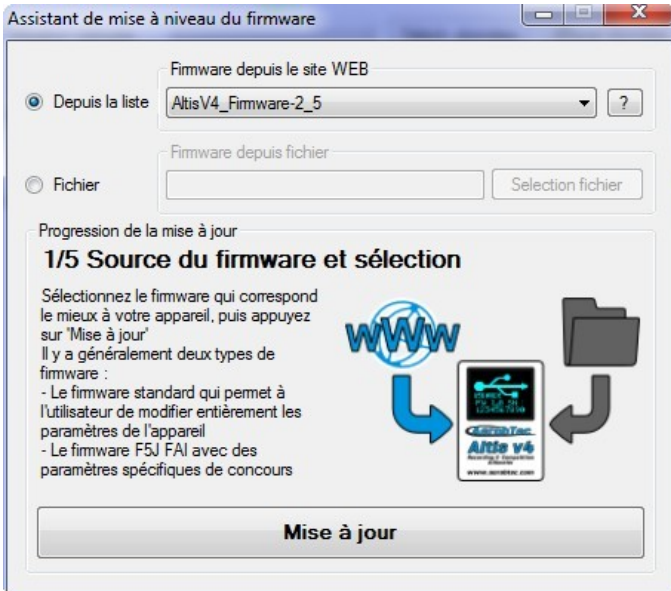 Assistant de mise à niveau du firmware
Firmware depuis le site WEB
Depuis la liste
AltisV4_Firmware-2_5
?
Firmware depuis fichier
Fichier
Selection fichier
Progression de la mise à jour
1/5 Source du firmware et sélection
Sélectionnez le firmware qui correspond
le mieux à votre appareil, puis appuyez
sur 'Mise à jour'
Il y a généralement deux types de
firmware :
- Le firmware standard qui permet à
l'utilisateur de modifier entièrement les
paramètres de l'appareil
- Le firmware F5J FAI avec des
paramètres spécifiques de concours
wWw
AerobTec
Altis v4
www.aerobtec.com
Mise à jour